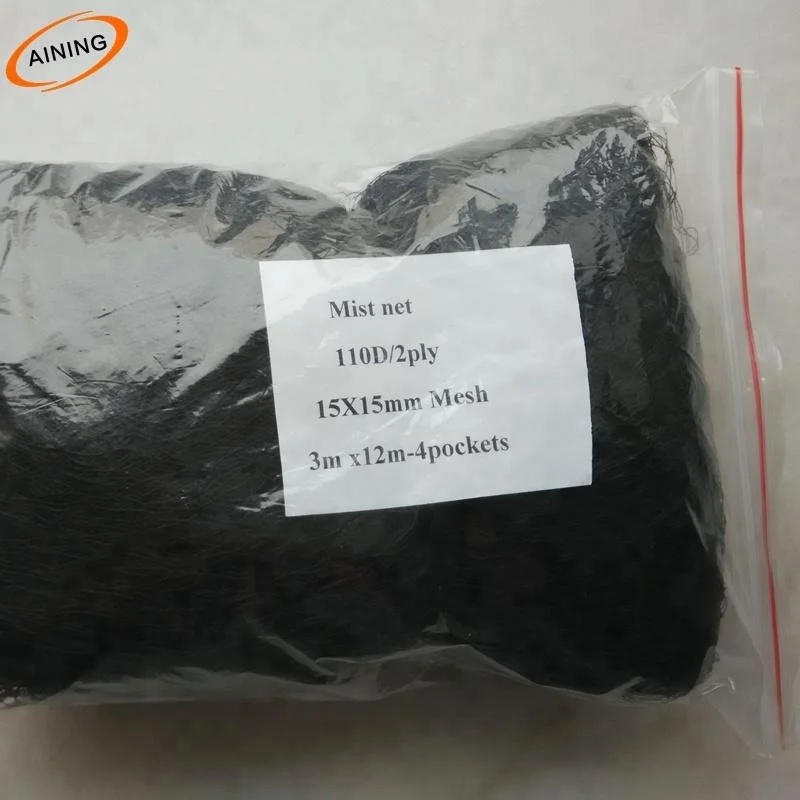 AINING
Mist net
110D/2ply
15X15mm Mesh
3m x12m-4pockets